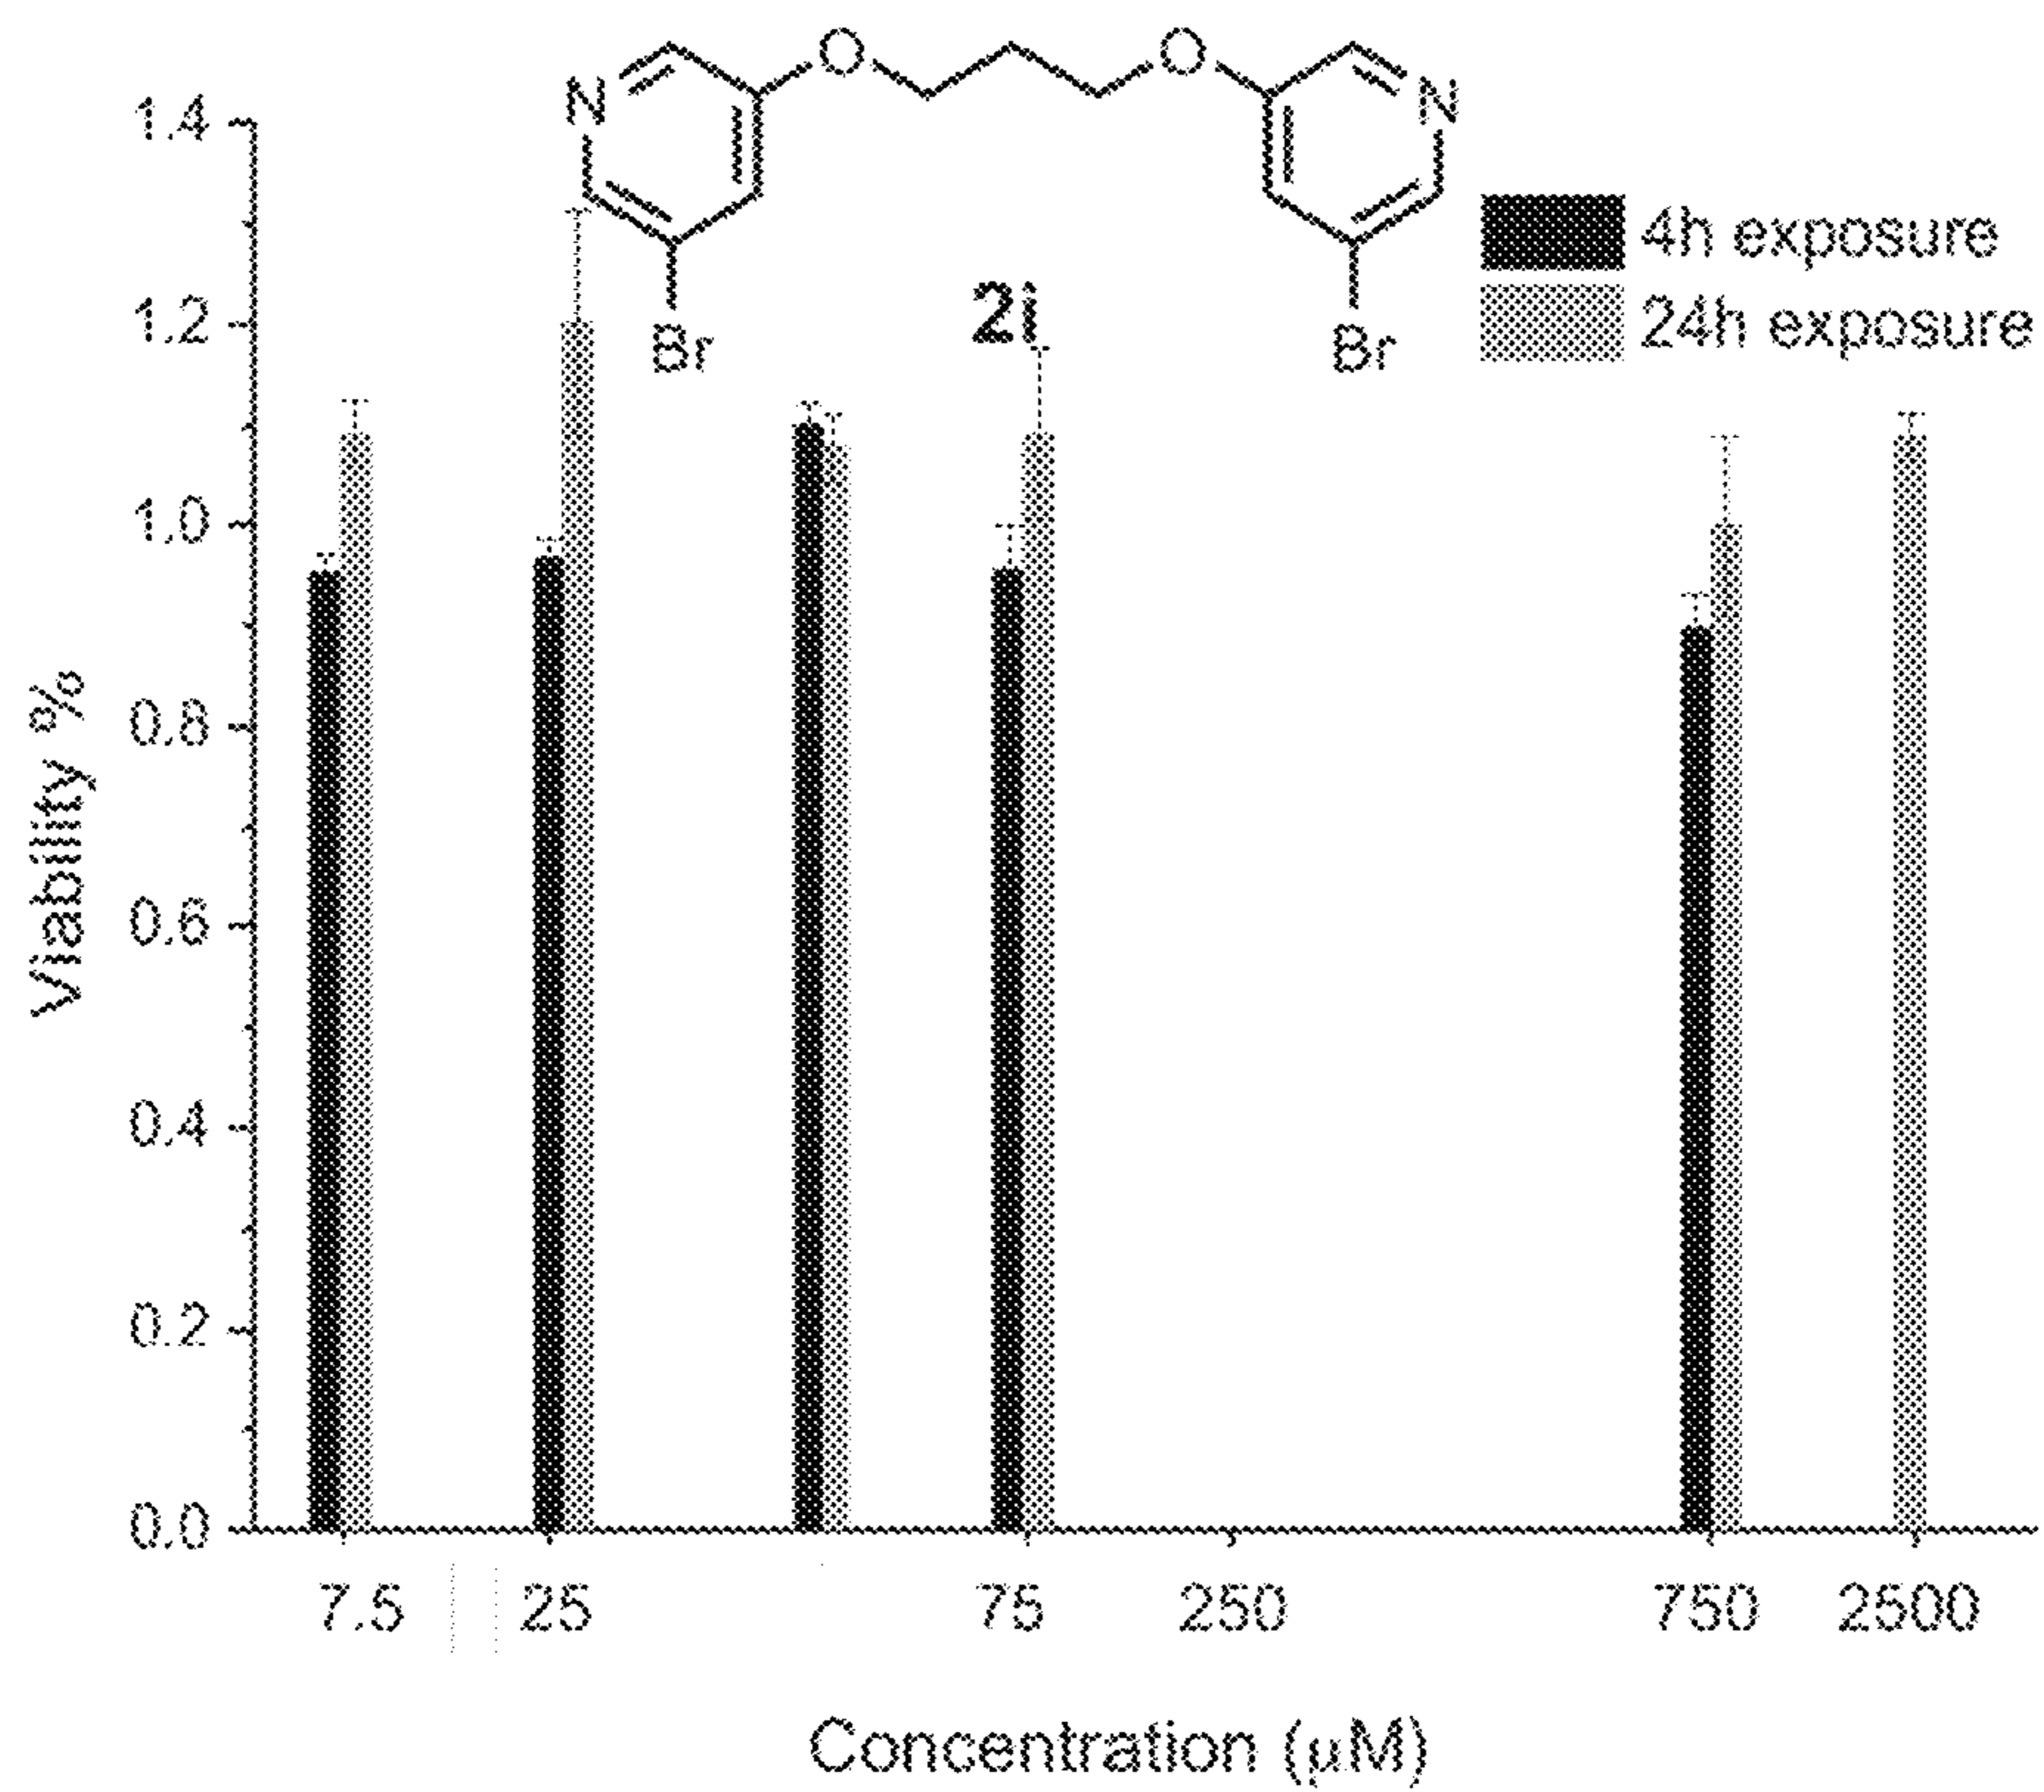 O O
N N
1.4
4h exposure
1.2
2i
24h exposure
Br Br
1.0
0.8
Viability %
0.6
0.4
0.2
0.0
7.5 25 75 250 750 2500
Concentration (μM)